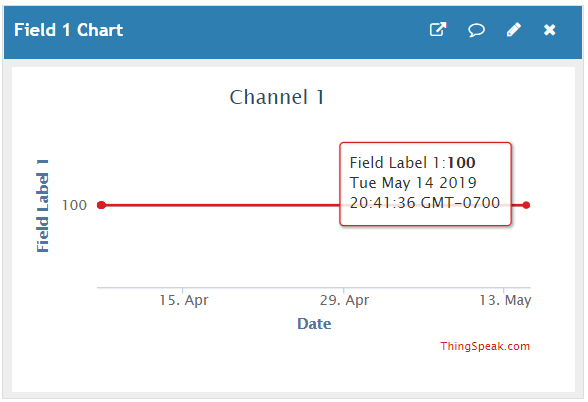 Field 1 Chart
Channel 1
Field Label 1
100
Field Label 1:100
Tue May 14 2019
20:41:36 GMT-0700
15. Apr
29. Apr
13. May
Date
ThingSpeak.com